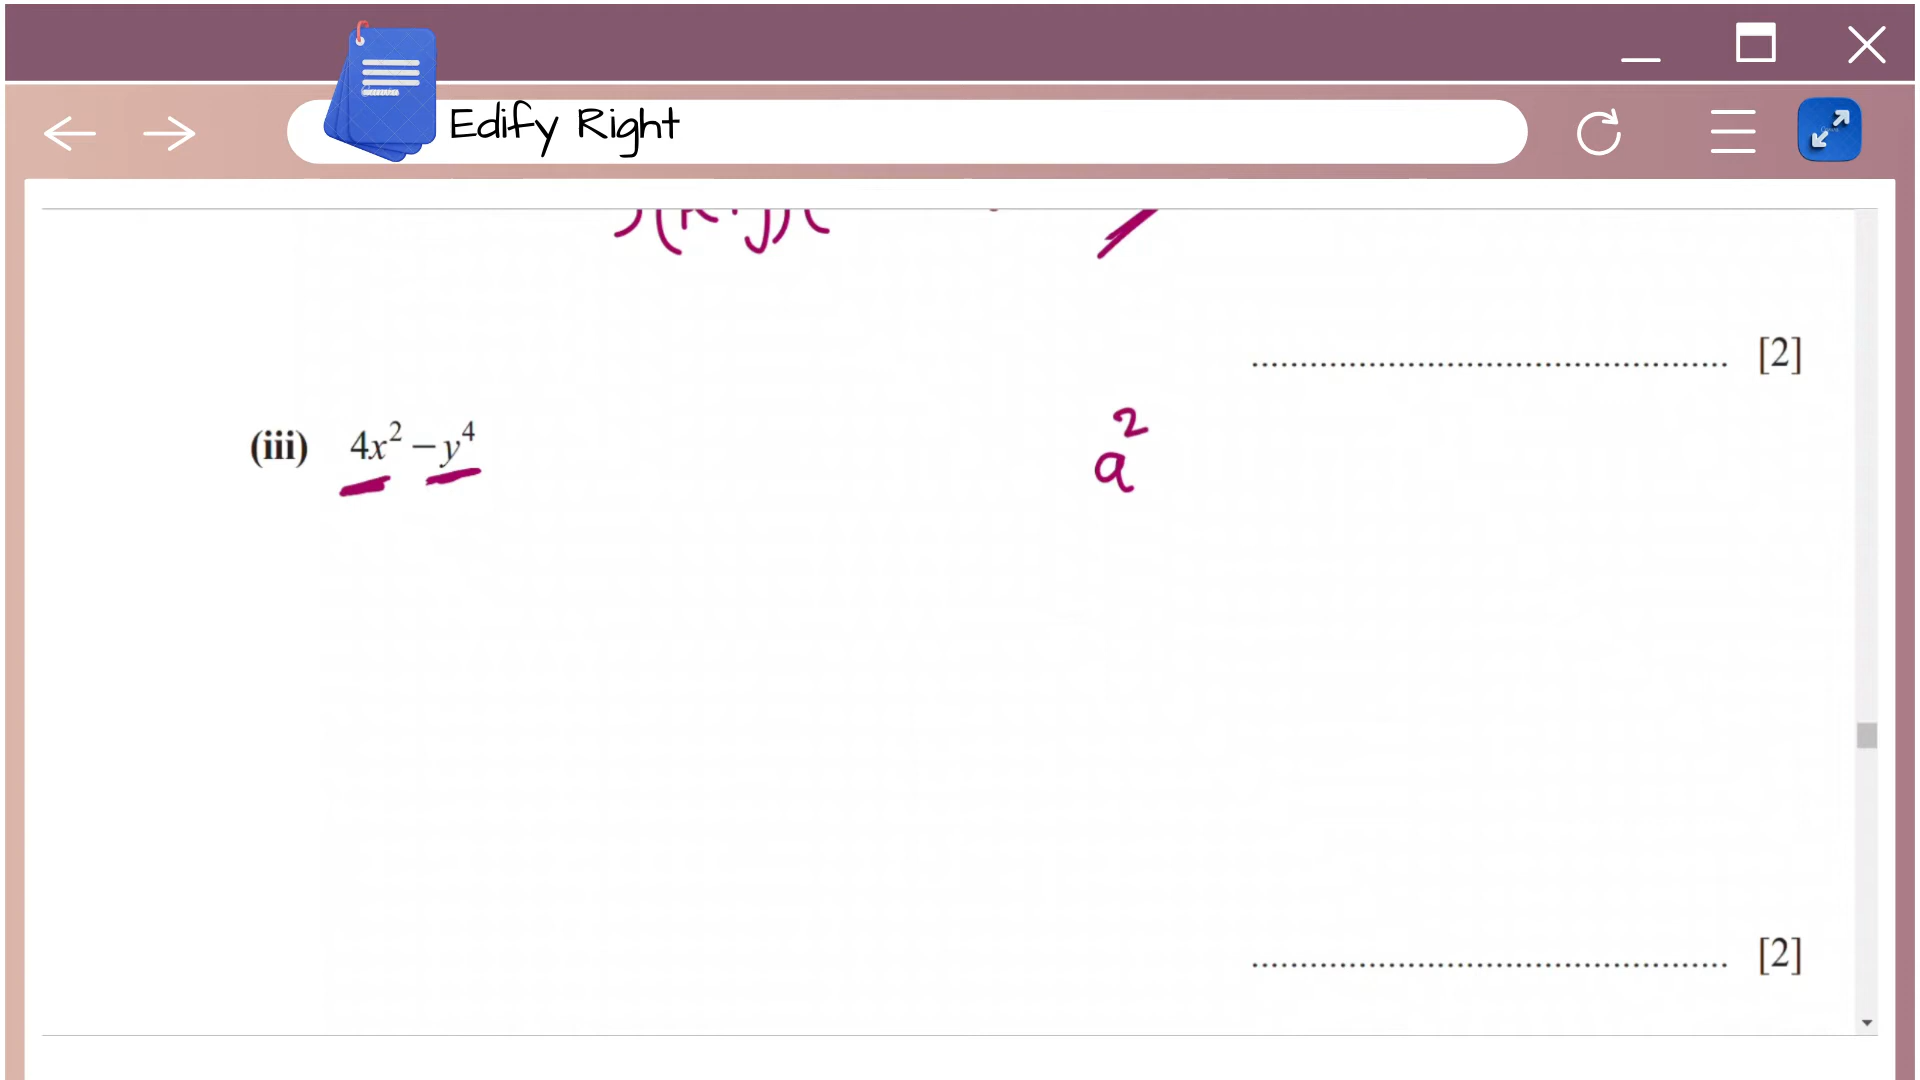 Edify Right
[2]
(iii) 4x² – y⁴
a²
[2]